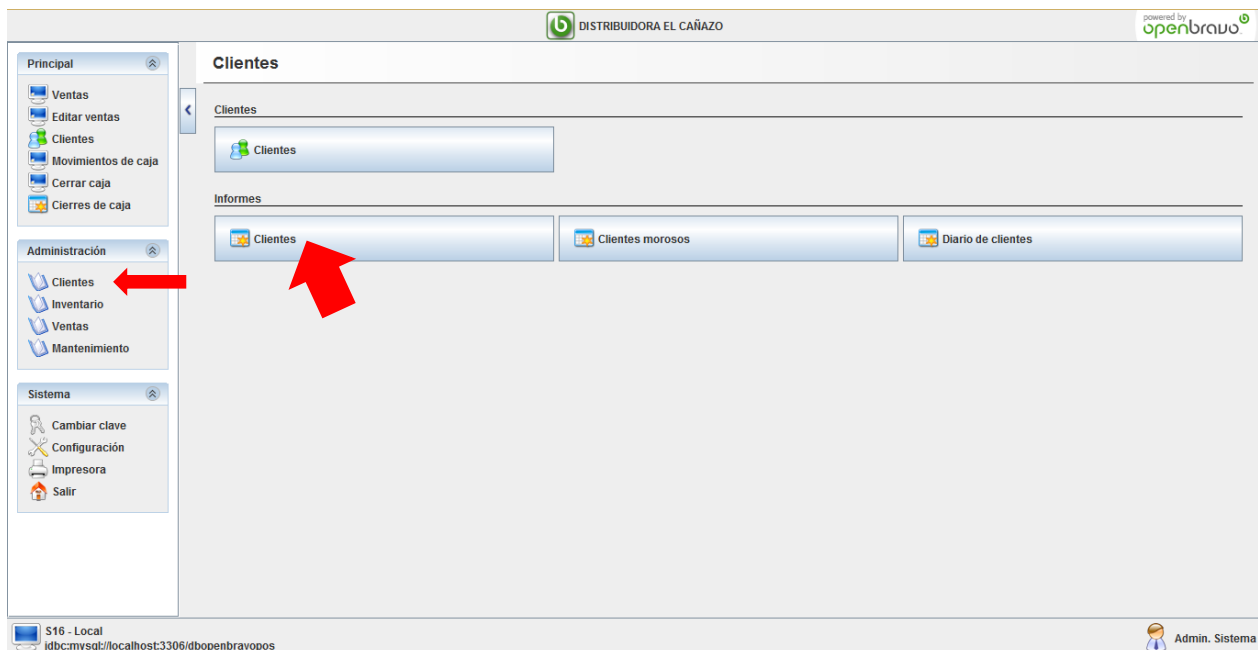 DISTRIBUIDORA EL CAÑAZO
powered by
openbravo
Principal
Ventas
Editar ventas
Clientes
Movimientos de caja
Cerrar caja
Cierres de caja
Administración
Clientes
Inventario
Ventas
Mantenimiento
Sistema
Cambiar clave
Configuración
Impresora
Salir
Clientes
Clientes
Clientes
Informes
Clientes
Clientes morosos
Diario de clientes
S16 - Local
jdbc:mysql://localhost:3306/dbopenbravopos
Admin. Sistema